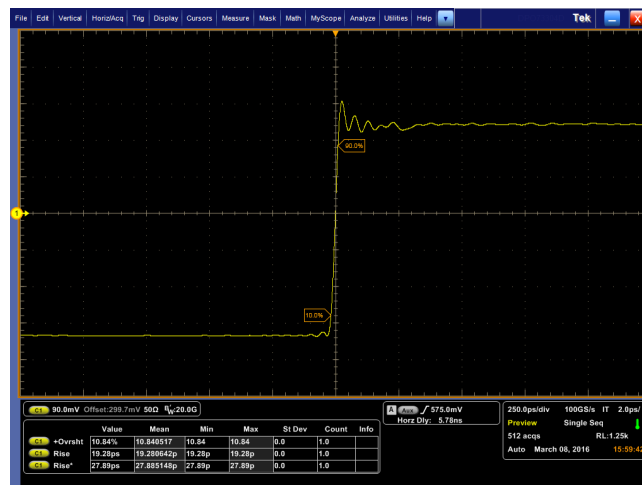 File Edit Vertical Horiz/Acq Trig Display Cursors Measure Mask Math MyScope Analyze Utilities Help Tek X
90.0%
1
10.0%
C1 90.0mV Offset:299.7mV 50Ω BW:20.0G
A Aux 575.0mV
Horz Dly: 5.78ns
250.0ps/div 100GS/s IT 2.0ps/
Preview Single Seq
512 acqs RL:1.25k
Auto March 08, 2016 15:59:42
Value Mean Min Max St Dev Count Info
C1 +Ovrsht 10.84% 10.840517 10.84 10.84 0.0 1.0
C1 Rise 19.28ps 19.280642p 19.28p 19.28p 0.0 1.0
C1 Rise* 27.89ps 27.885148p 27.89p 27.89p 0.0 1.0